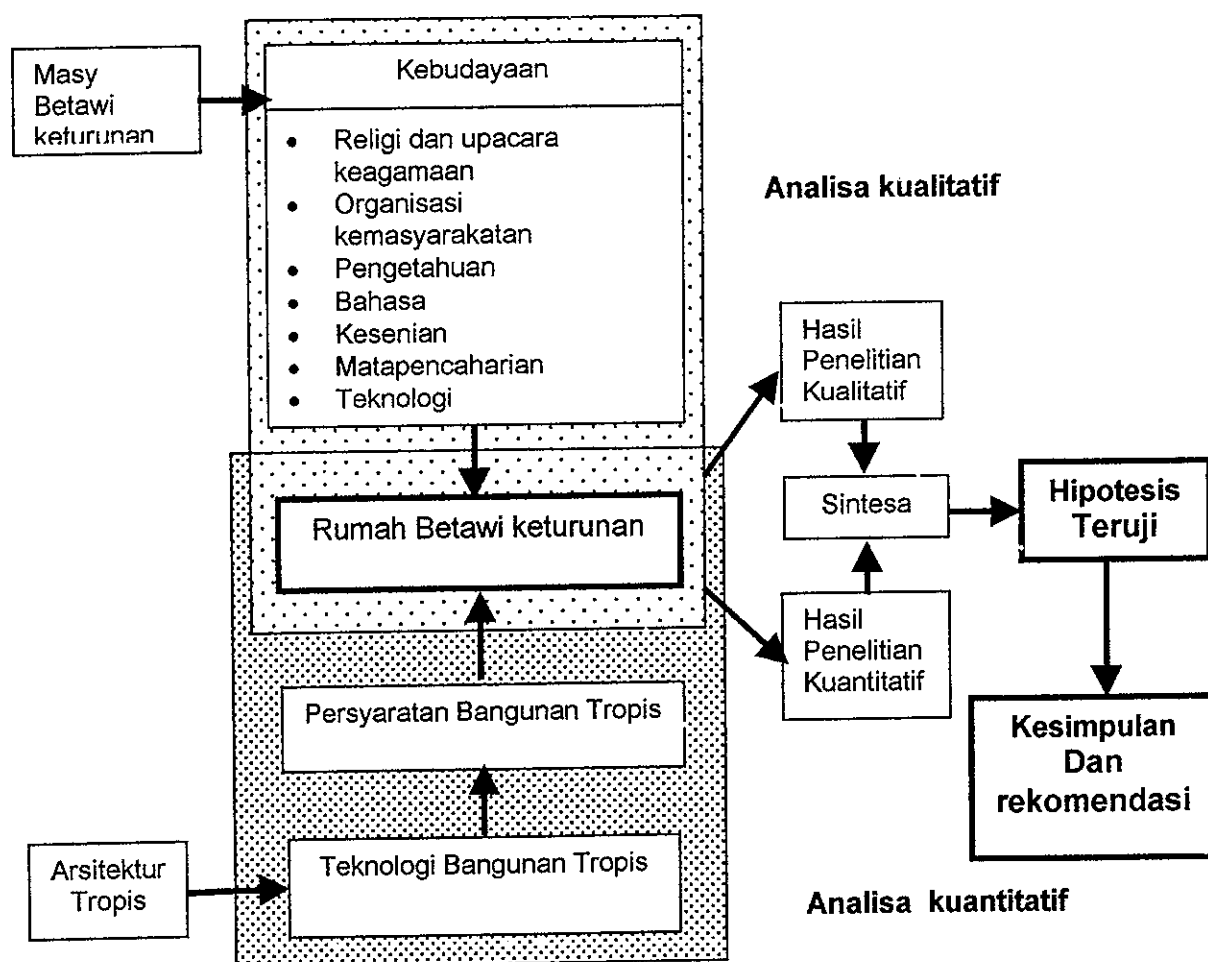 Masy
Betawi
keturunan
Kebudayaan
• Religi dan upacara
keagamaan
• Organisasi
kemasyarakatan
• Pengetahuan
• Bahasa
• Kesenian
• Matapencaharian
• Teknologi
Analisa kualitatif
Hasil
Penelitian
Kualitatif
Rumah Betawi keturunan
Sintesa
Hipotesis
Teruji
Hasil
Penelitian
Kuantitatif
Persyaratan Bangunan Tropis
Kesimpulan
Dan
rekomendasi
Arsitektur
Tropis
Teknologi Bangunan Tropis
Analisa kuantitatif